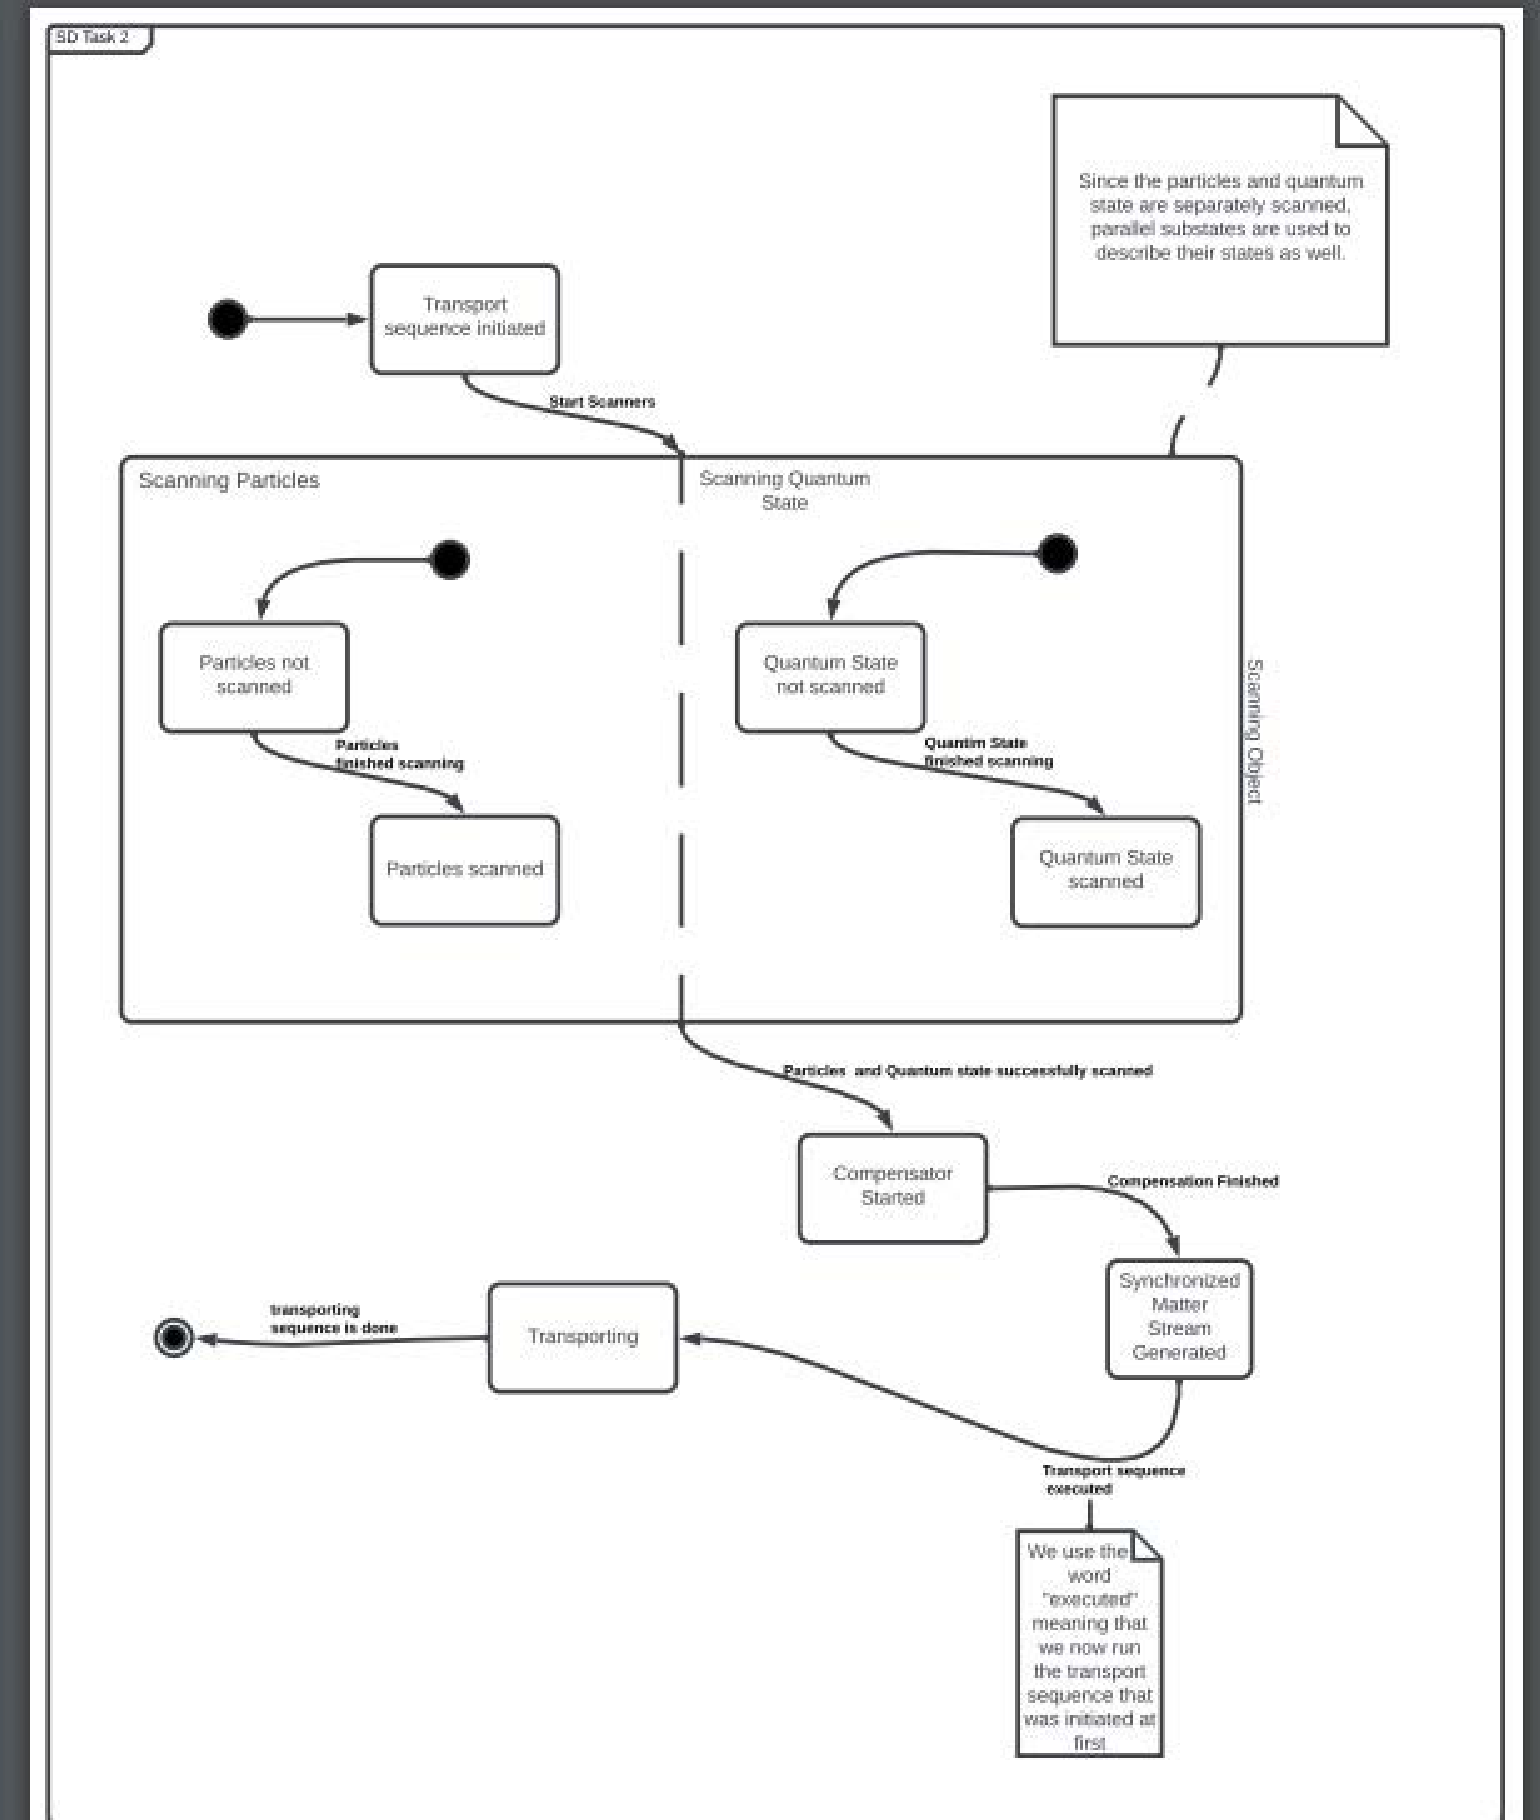 SD Task 2
Since the particles and quantum
state are separately scanned,
parallel substates are used to
describe their states as well.
Transport
sequence initiated
Start Scanners
Scanning Particles
Scanning Quantum
State
Particles not
scanned
Quantum State
not scanned
Particles
finished scanning
Quantim State
finished scanning
Scanning Object
Particles scanned
Quantum State
scanned
Particles and Quantum state successfully scanned
Compensator
Started
Compensation Finished
Synchronized
Matter
Stream
Generated
transporting
sequence is done
Transporting
Transport sequence
executed
We use the
word
"executed"
meaning that
we now run
the transport
sequence that
was initiated at
first